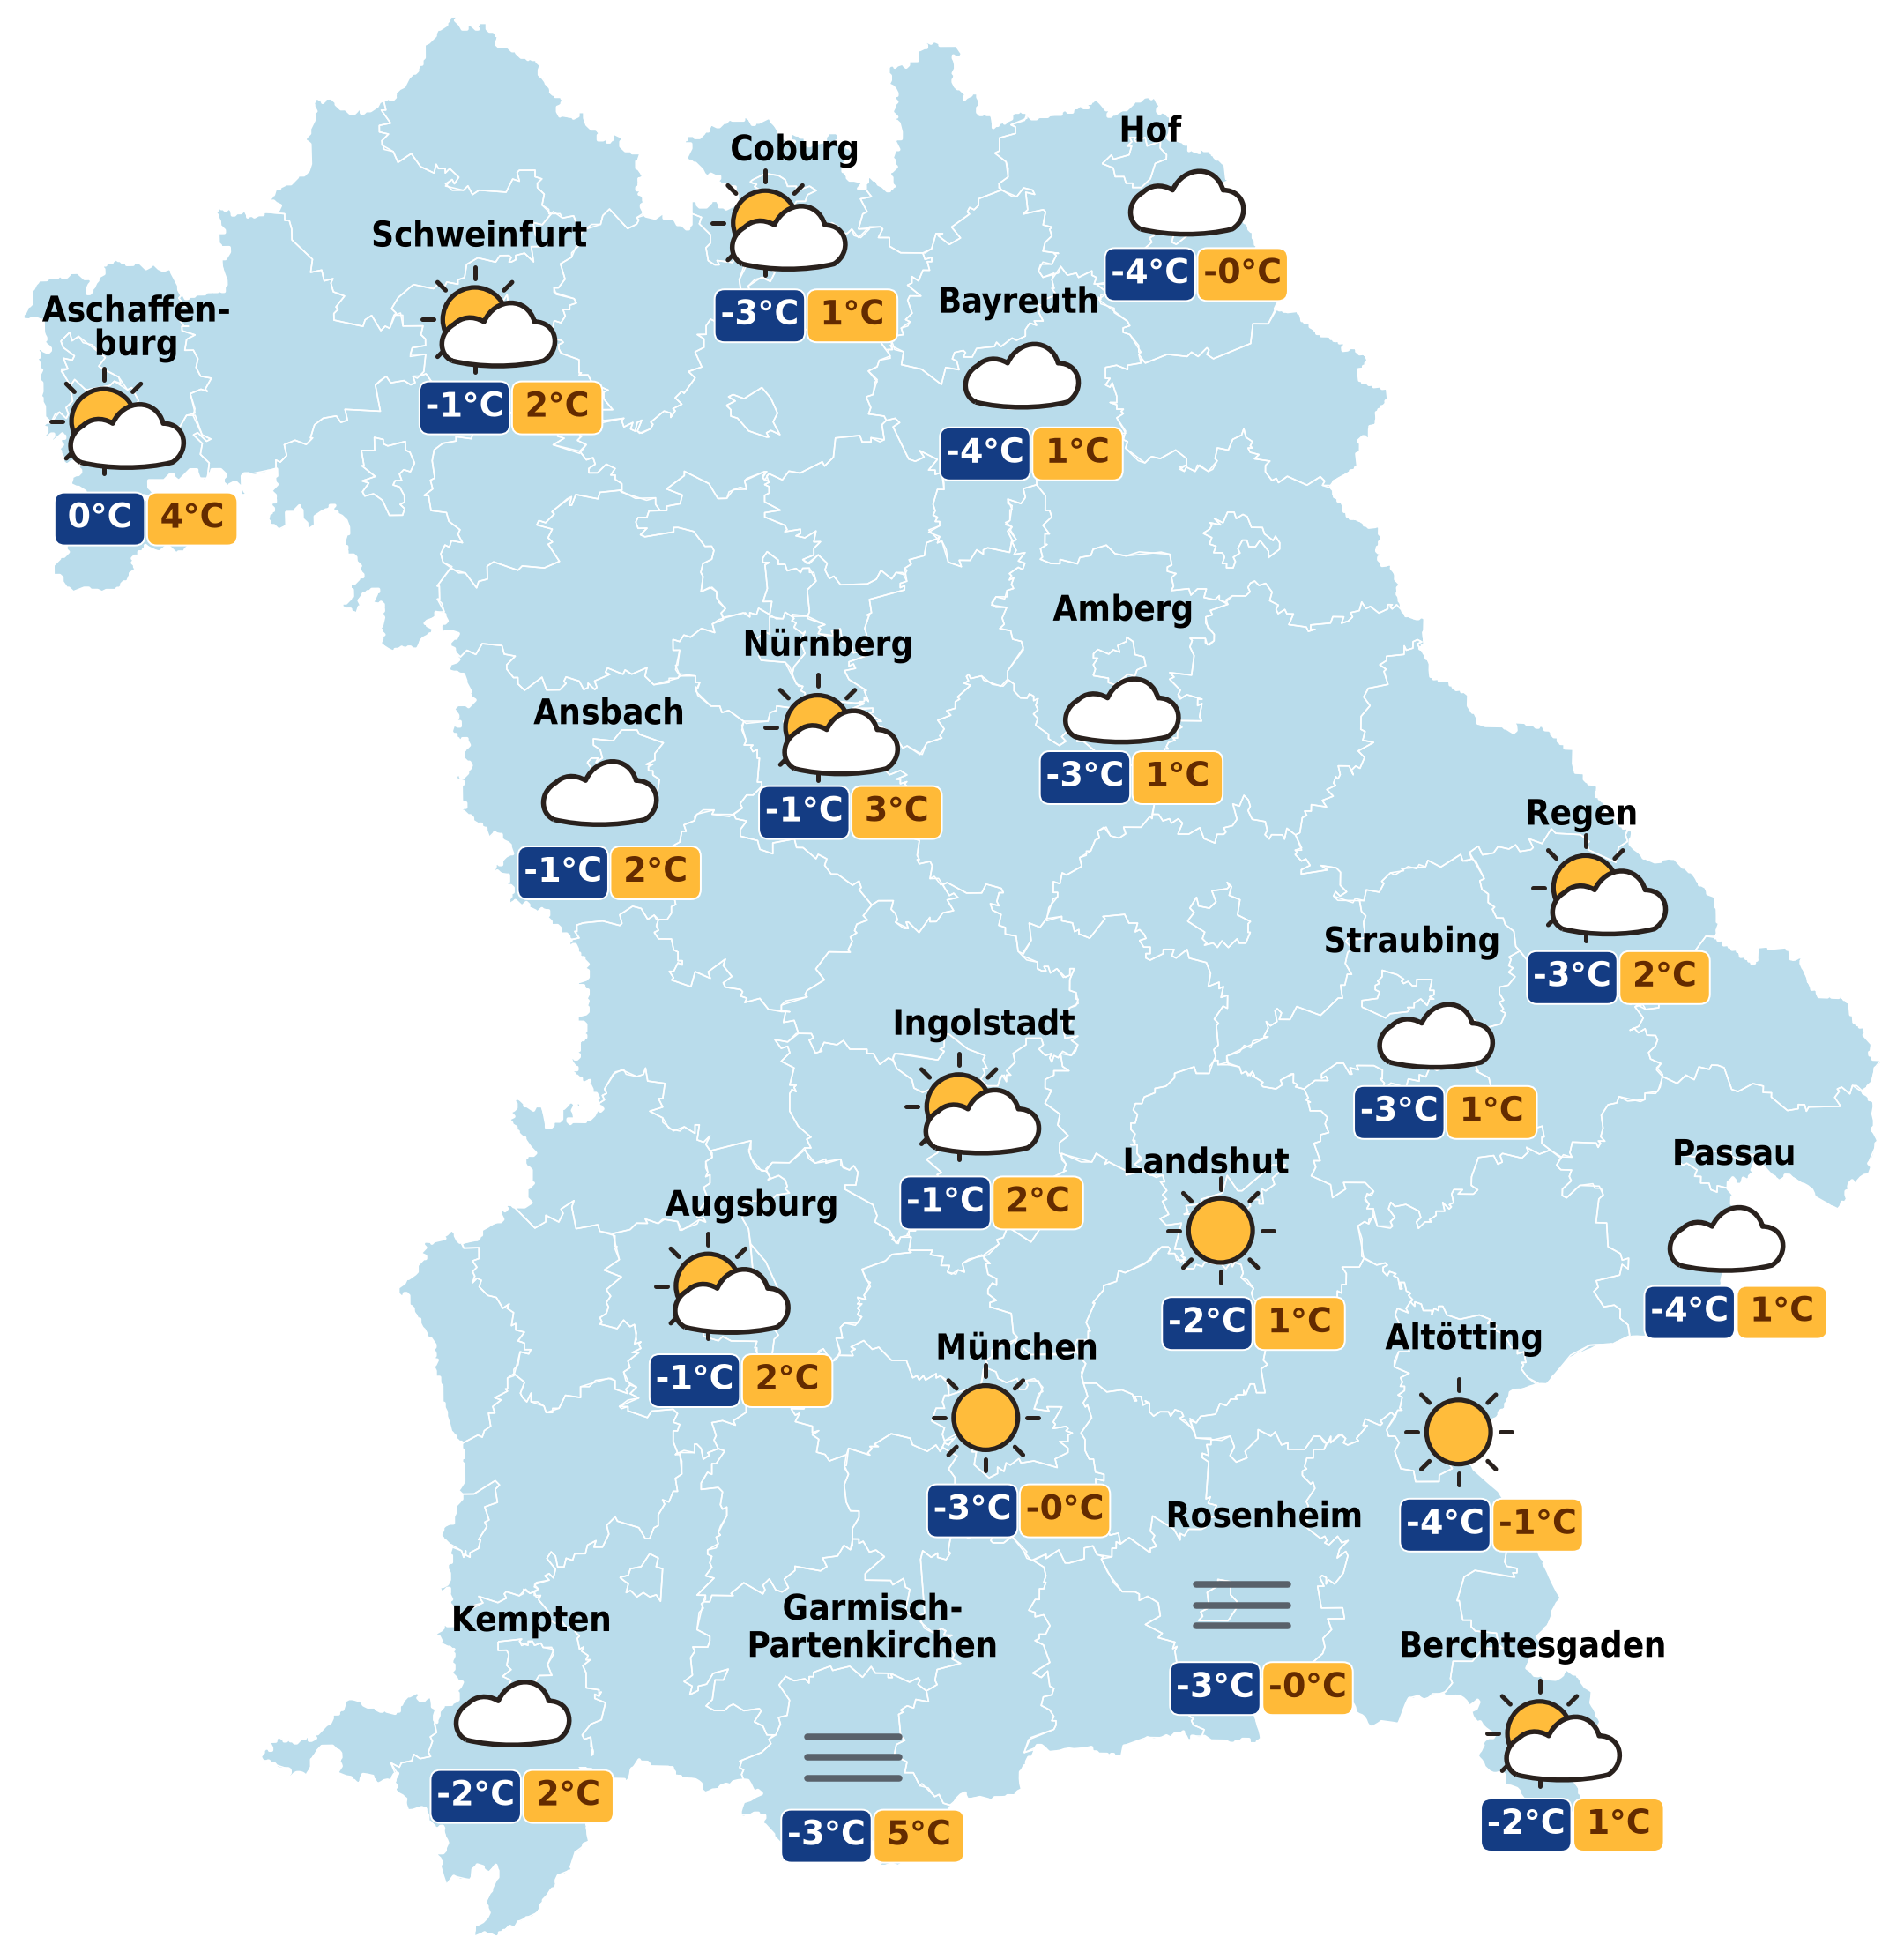 Hof
-4°C -0°C
Coburg
-3°C 1°C
Schweinfurt
-1°C 2°C
Aschaffen-
burg
0°C 4°C
Bayreuth
-4°C 1°C
Amberg
-3°C 1°C
Nürnberg
-1°C 3°C
Ansbach
-1°C 2°C
Regen
-3°C 2°C
Straubing
-3°C 1°C
Ingolstadt
-1°C 2°C
Passau
-4°C 1°C
Landshut
-2°C 1°C
Augsburg
-1°C 2°C
Altötting
-4°C -1°C
München
-3°C -0°C
Rosenheim
-3°C -0°C
Garmisch-
Partenkirchen
-3°C 5°C
Kempten
-2°C 2°C
Berchtesgaden
-2°C 1°C